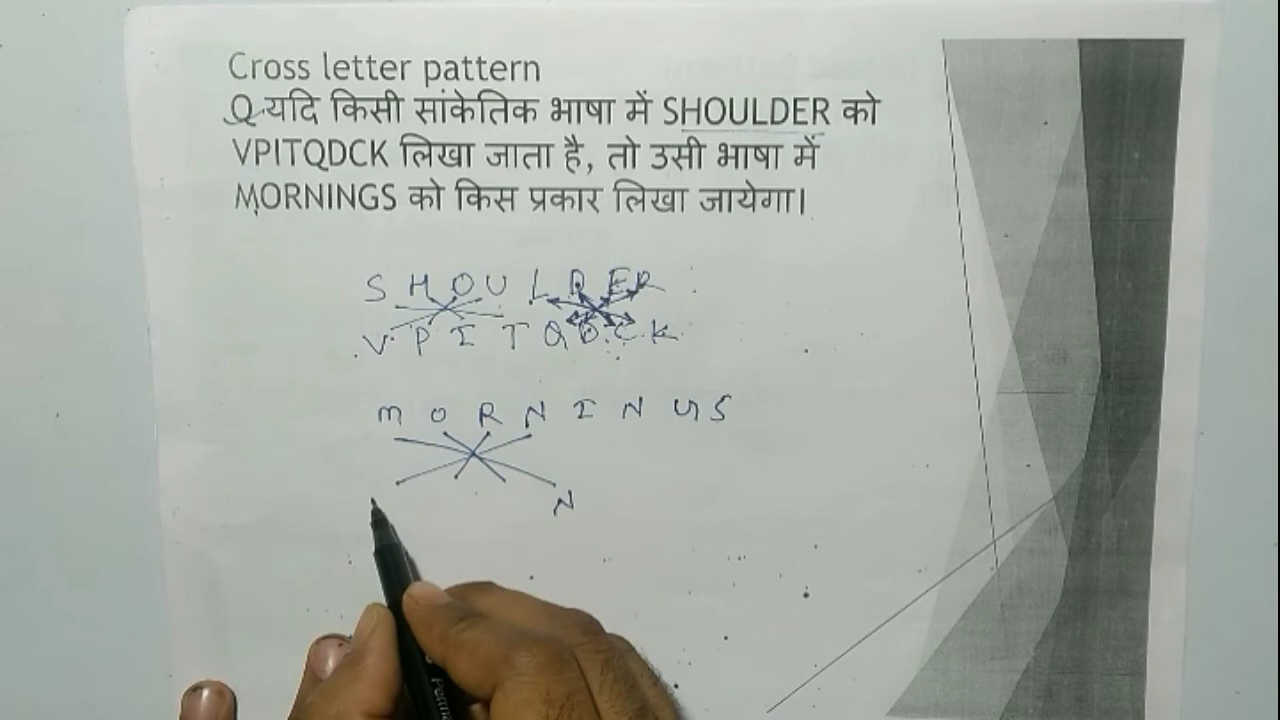 Cross letter pattern
Q.यदि किसी सांकेतिक भाषा में SHOULDER को
VPITQDCK लिखा जाता है, तो उसी भाषा में
MORNINGS को किस प्रकार लिखा जायेगा।
S H O U L D E R
V P I T Q D C K
M O R N I N G S
N